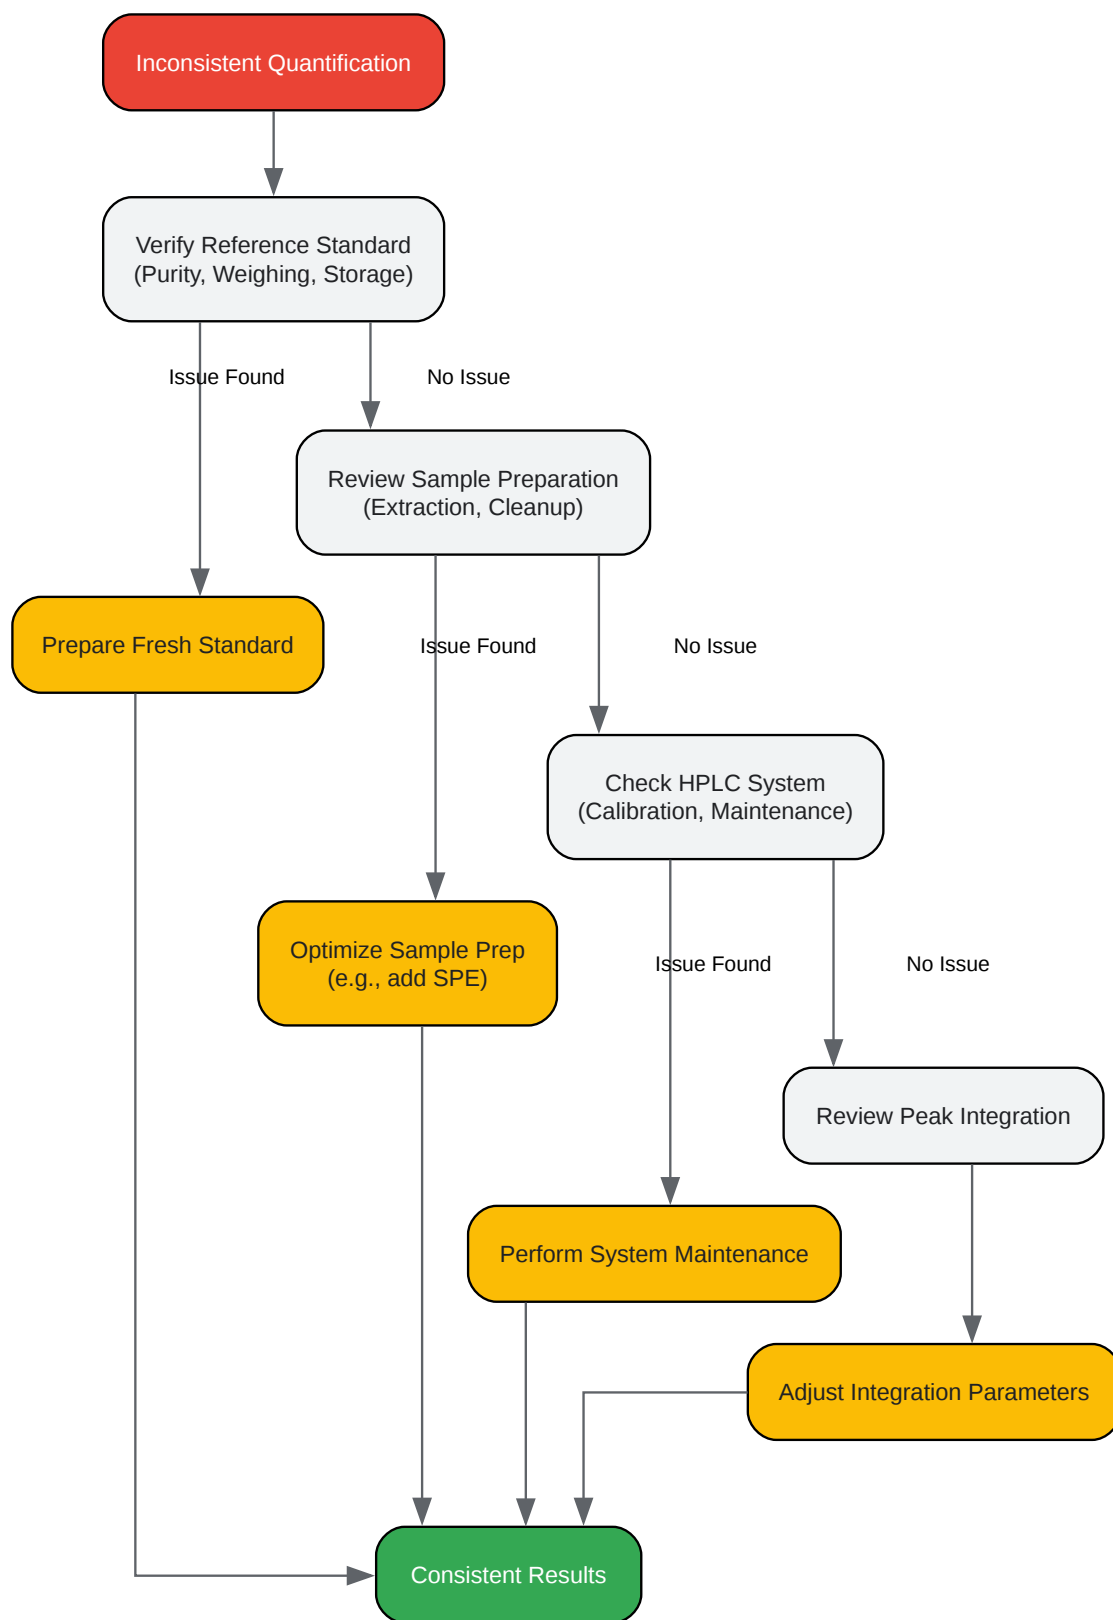 Inconsistent Quantification
Verify Reference Standard
(Purity, Weighing, Storage)
Issue Found
No Issue
Review Sample Preparation
(Extraction, Cleanup)
Prepare Fresh Standard
Issue Found
No Issue
Check HPLC System
(Calibration, Maintenance)
Optimize Sample Prep
(e.g., add SPE)
Issue Found
No Issue
Review Peak Integration
Perform System Maintenance
Adjust Integration Parameters
Consistent Results